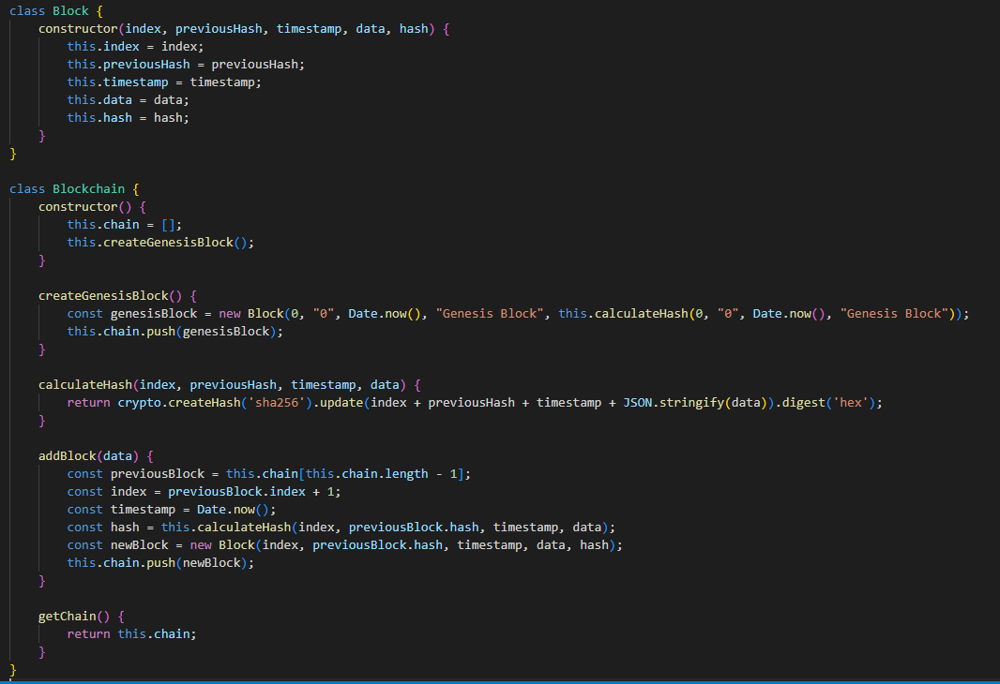 class Block {
    constructor(index, previousHash, timestamp, data, hash) {
        this.index = index;
        this.previousHash = previousHash;
        this.timestamp = timestamp;
        this.data = data;
        this.hash = hash;
    }
}

class Blockchain {
    constructor() {
        this.chain = [];
        this.createGenesisBlock();
    }

    createGenesisBlock() {
        const genesisBlock = new Block(0, "0", Date.now(), "Genesis Block", this.calculateHash(0, "0", Date.now(), "Genesis Block"));
        this.chain.push(genesisBlock);
    }

    calculateHash(index, previousHash, timestamp, data) {
        return crypto.createHash('sha256').update(index + previousHash + timestamp + JSON.stringify(data)).digest('hex');
    }

    addBlock(data) {
        const previousBlock = this.chain[this.chain.length - 1];
        const index = previousBlock.index + 1;
        const timestamp = Date.now();
        const hash = this.calculateHash(index, previousBlock.hash, timestamp, data);
        const newBlock = new Block(index, previousBlock.hash, timestamp, data, hash);
        this.chain.push(newBlock);
    }

    getChain() {
        return this.chain;
    }
}